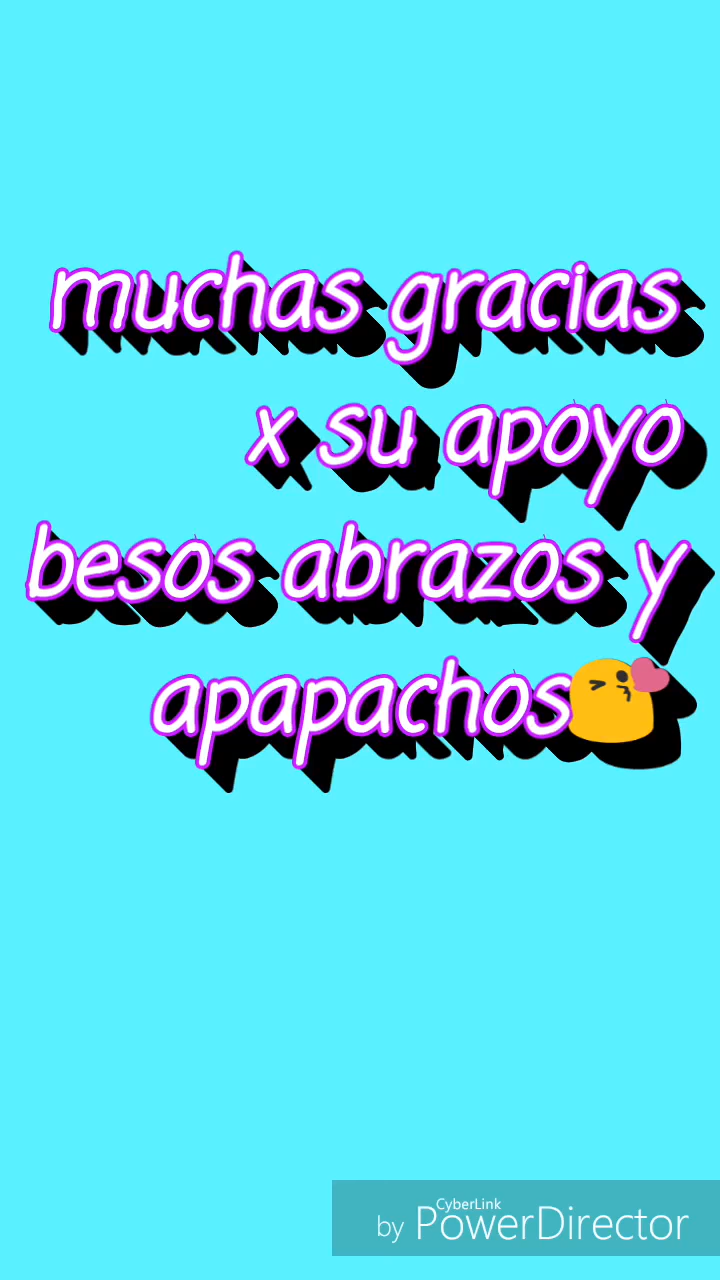 muchas gracias
x su apoyo
besos abrazos y
apapachos😘
CyberLink
by PowerDirector